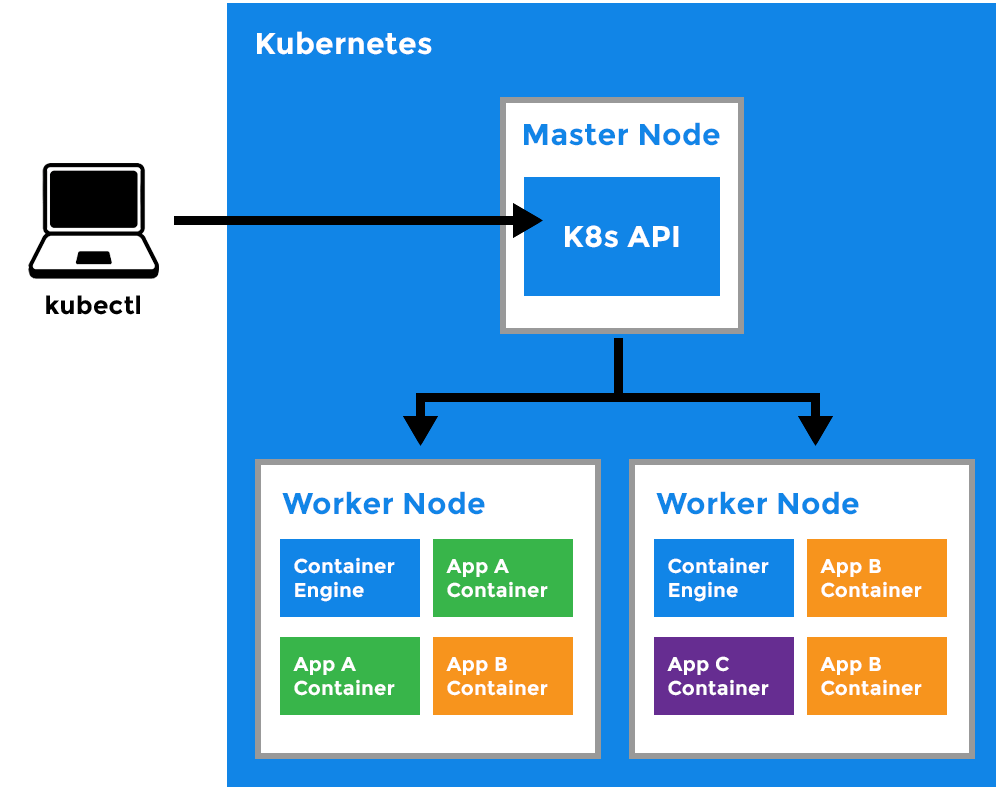 Kubernetes
Master Node
K8s API
kubectl
Worker Node
Container
Engine
App A
Container
App A
Container
App B
Container
Worker Node
Container
Engine
App B
Container
App C
Container
App B
Container